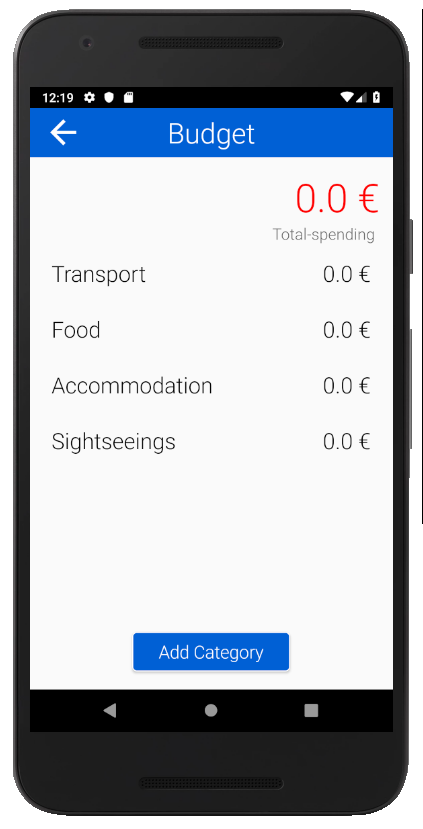 12:19
Budget
0.0 €
Total-spending
Transport 0.0 €
Food 0.0 €
Accommodation 0.0 €
Sightseeings 0.0 €
Add Category